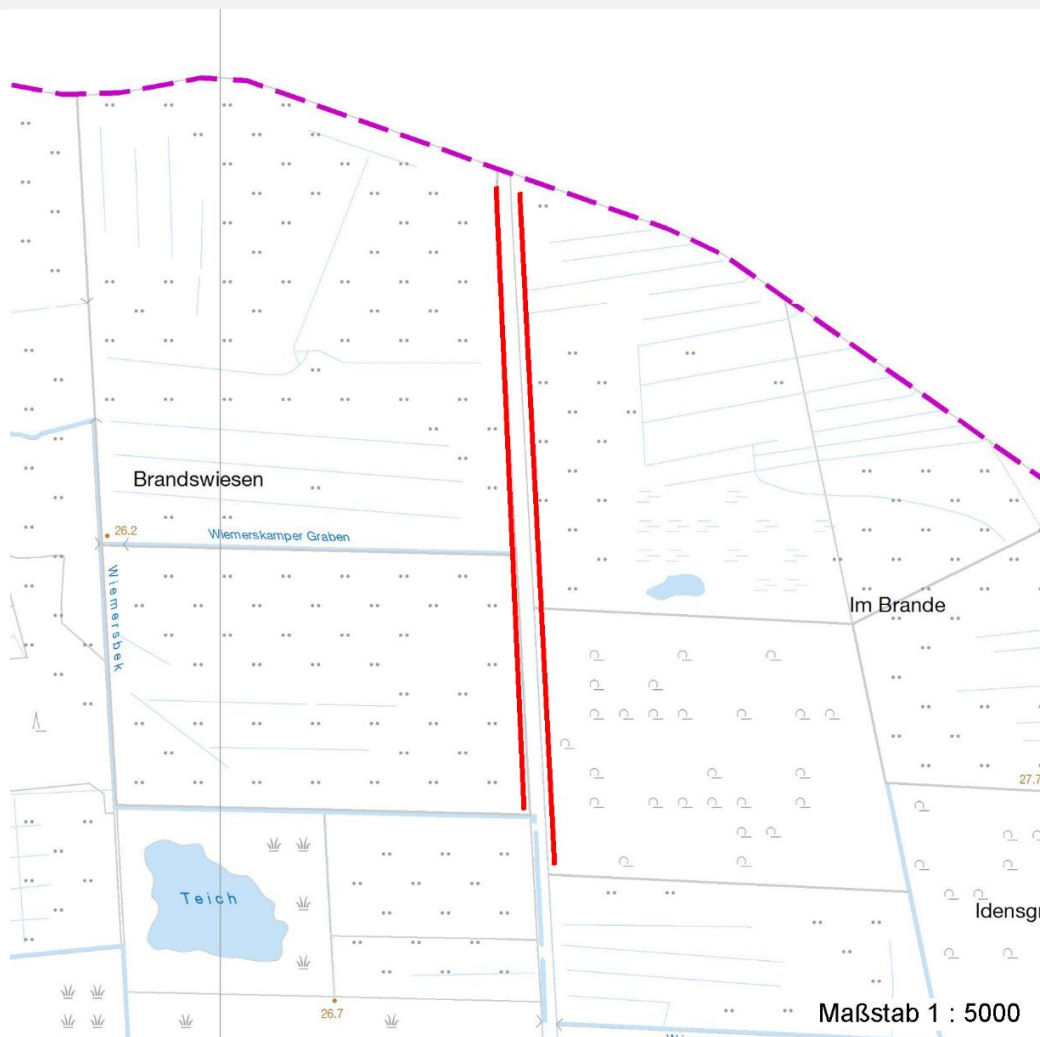 Brandswiesen
26.2
Wiemerskamper Graben
Wiemersbek
Im Brande
27.7
Teich
Idensgr
26.7
Maßstab 1 : 5000